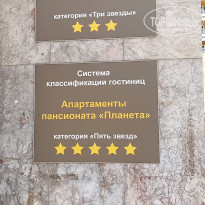 категория «Три звезды»
Система
классификации гостиниц
Апартаменты
пансионата «Планета»
категория «Пять звезд»